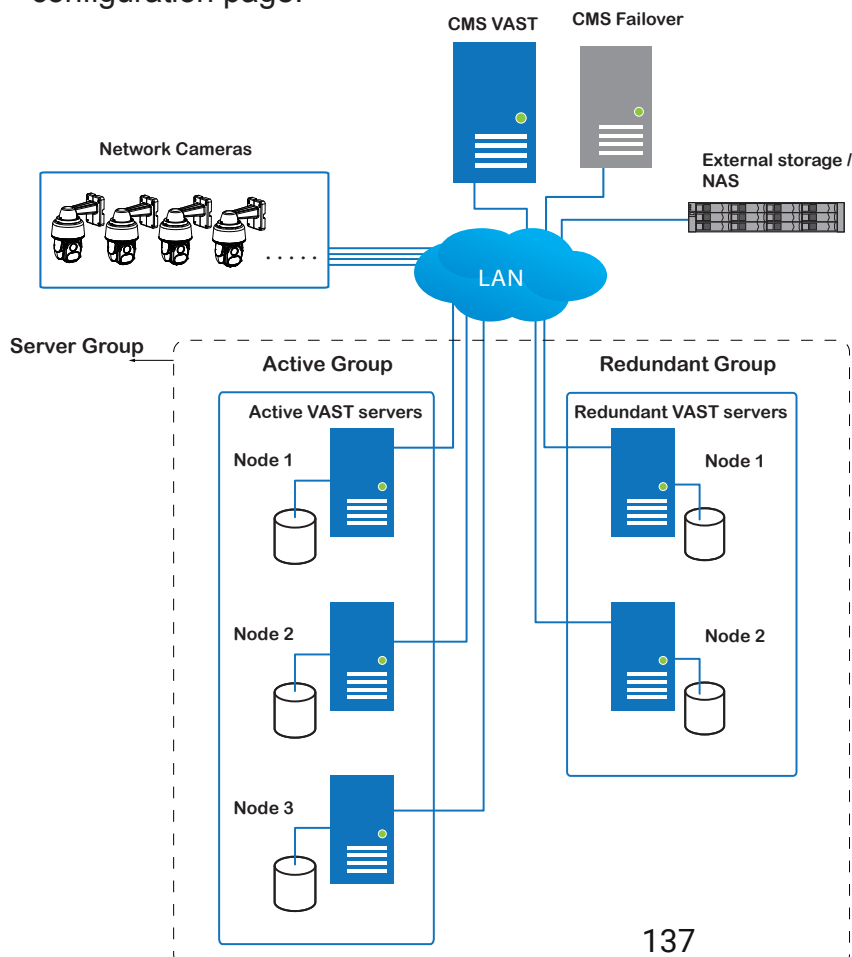 configuration page.
CMS VAST
CMS Failover
Network Cameras
External storage /
NAS
. . . . .
LAN
Server Group
Active Group
Redundant Group
Active VAST servers
Redundant VAST servers
Node 1
Node 1
Node 2
Node 2
Node 3
137